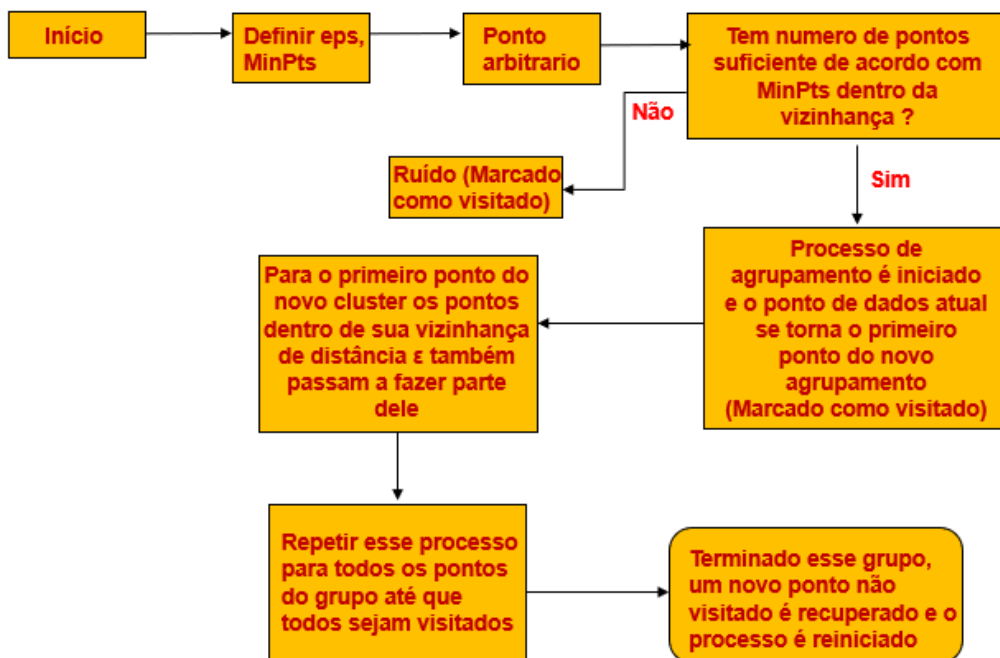 Início
Definir eps,
MinPts
Ponto
arbitrario
Tem numero de pontos
suficiente de acordo com
MinPts dentro da
vizinhança ?
Não
Ruído (Marcado
como visitado)
Sim
Processo de
agrupamento é iniciado
e o ponto de dados atual
se torna o primeiro
ponto do novo
agrupamento
(Marcado como visitado)
Para o primeiro ponto do
novo cluster os pontos
dentro de sua vizinhança
de distância ε também
passam a fazer parte
dele
Repetir esse processo
para todos os pontos
do grupo até que
todos sejam visitados
Terminado esse grupo,
um novo ponto não
visitado é recuperado e o
processo é reiniciado